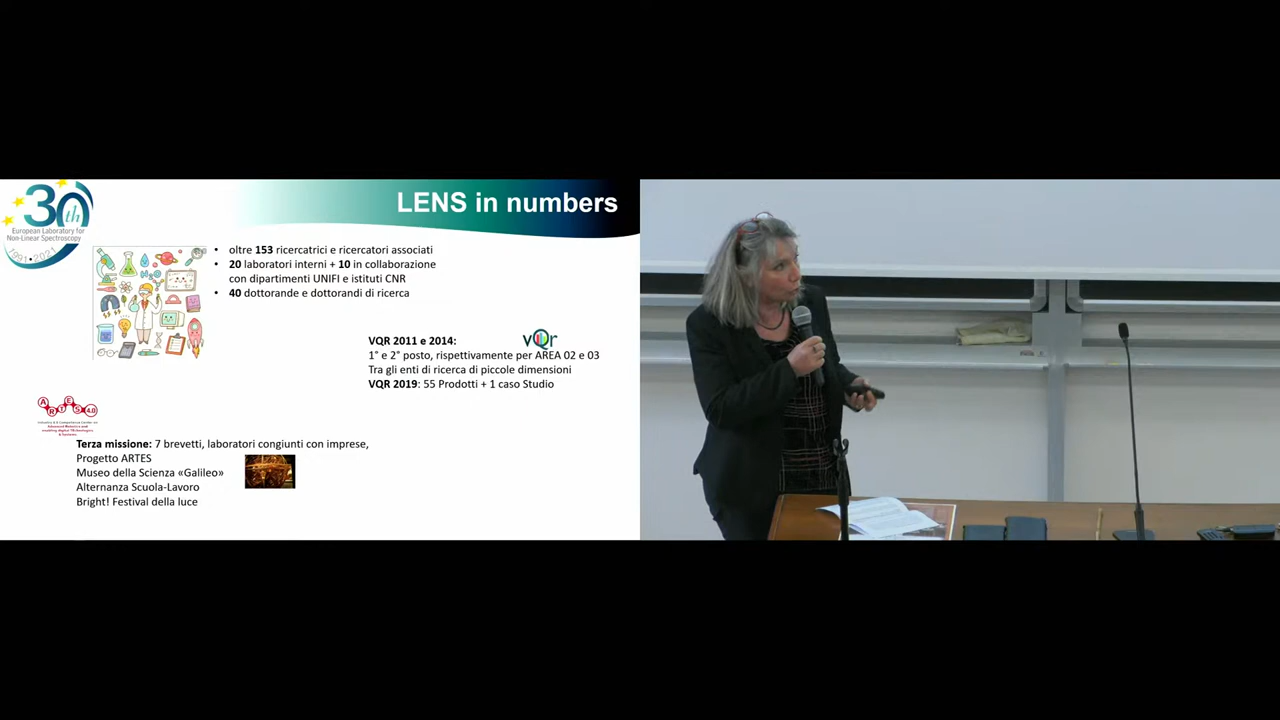 30th
European Laboratory for
Non-Linear Spectroscopy
1991•2021
LENS in numbers
• oltre 153 ricercatrici e ricercatori associati
• 20 laboratori interni + 10 in collaborazione
con dipartimenti UNIFI e istituti CNR
• 40 dottorande e dottorandi di ricerca
VQR 2011 e 2014:
vQr
1° e 2° posto, rispettivamente per AREA 02 e 03
Tra gli enti di ricerca di piccole dimensioni
VQR 2019: 55 Prodotti + 1 caso Studio
ARTES 4.0
Terza missione: 7 brevetti, laboratori congiunti con imprese,
Progetto ARTES
Museo della Scienza «Galileo»
Alternanza Scuola-Lavoro
Bright! Festival della luce